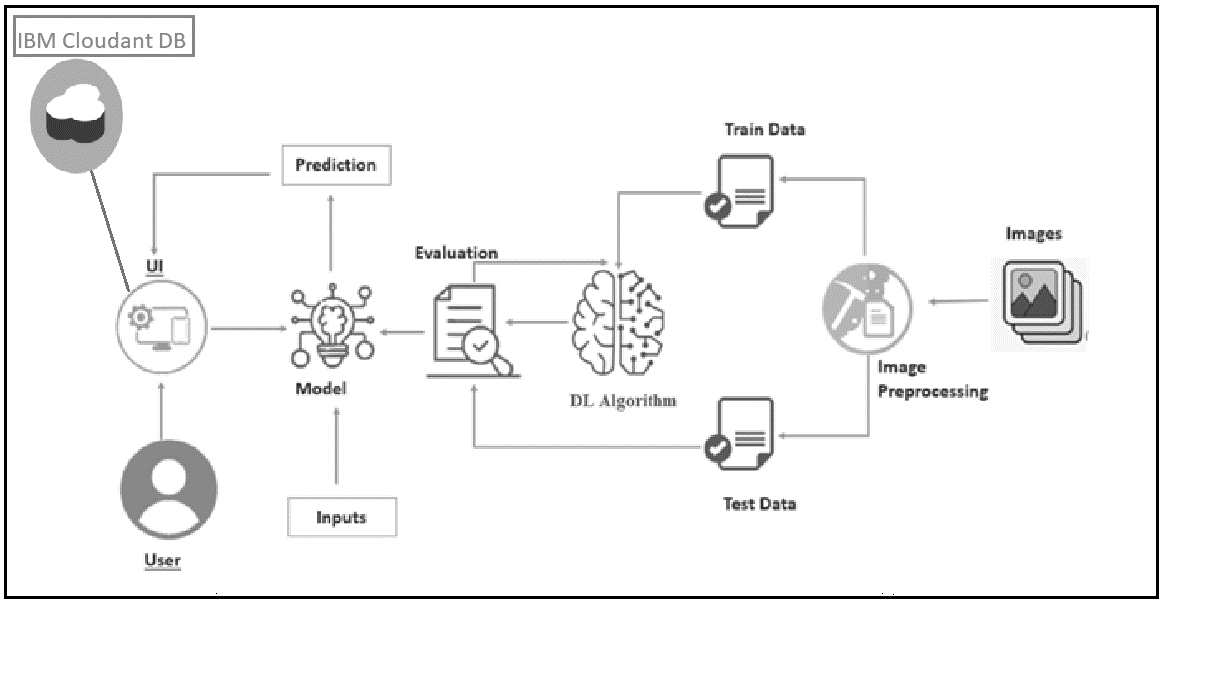 IBM Cloudant DB
Train Data
Prediction
Images
Evaluation
UI
Image
Preprocessing
Model
DL Algorithm
Test Data
Inputs
User